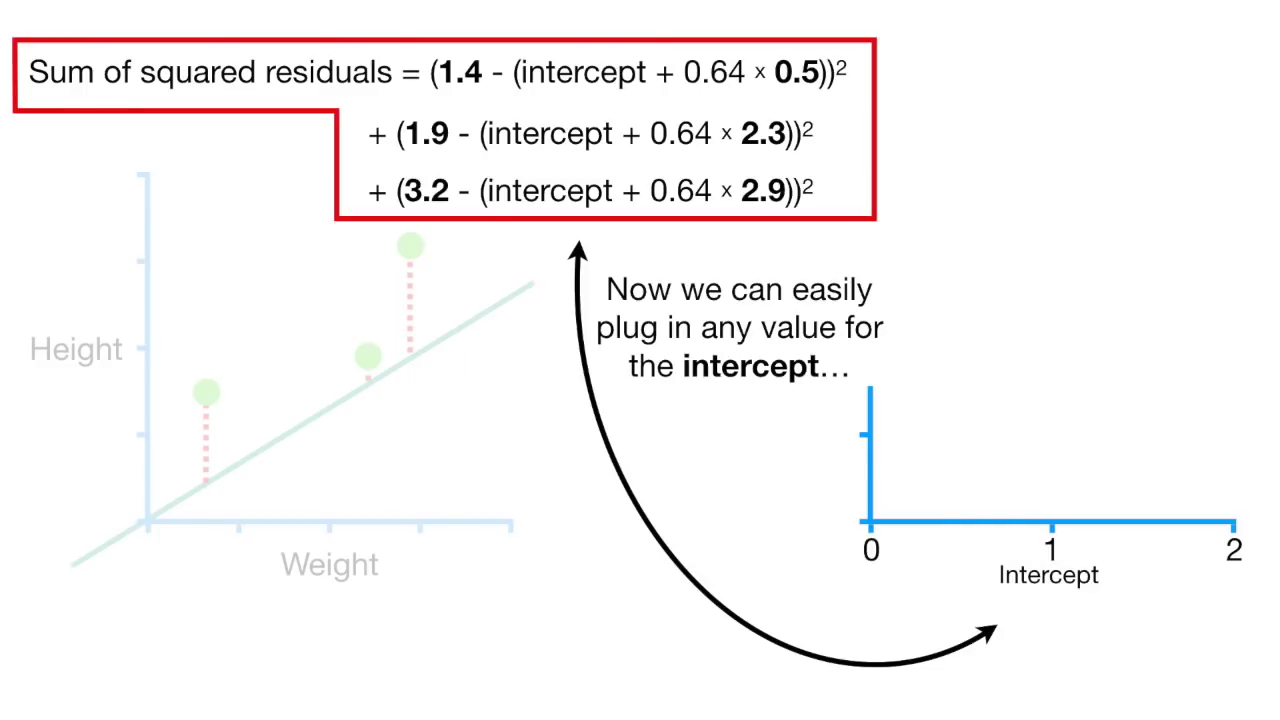 Sum of squared residuals = (1.4 - (intercept + 0.64 x 0.5))²
+ (1.9 - (intercept + 0.64 x 2.3))²
+ (3.2 - (intercept + 0.64 x 2.9))²
Now we can easily
plug in any value for
the intercept…
Height
Weight
0 1 2
Intercept